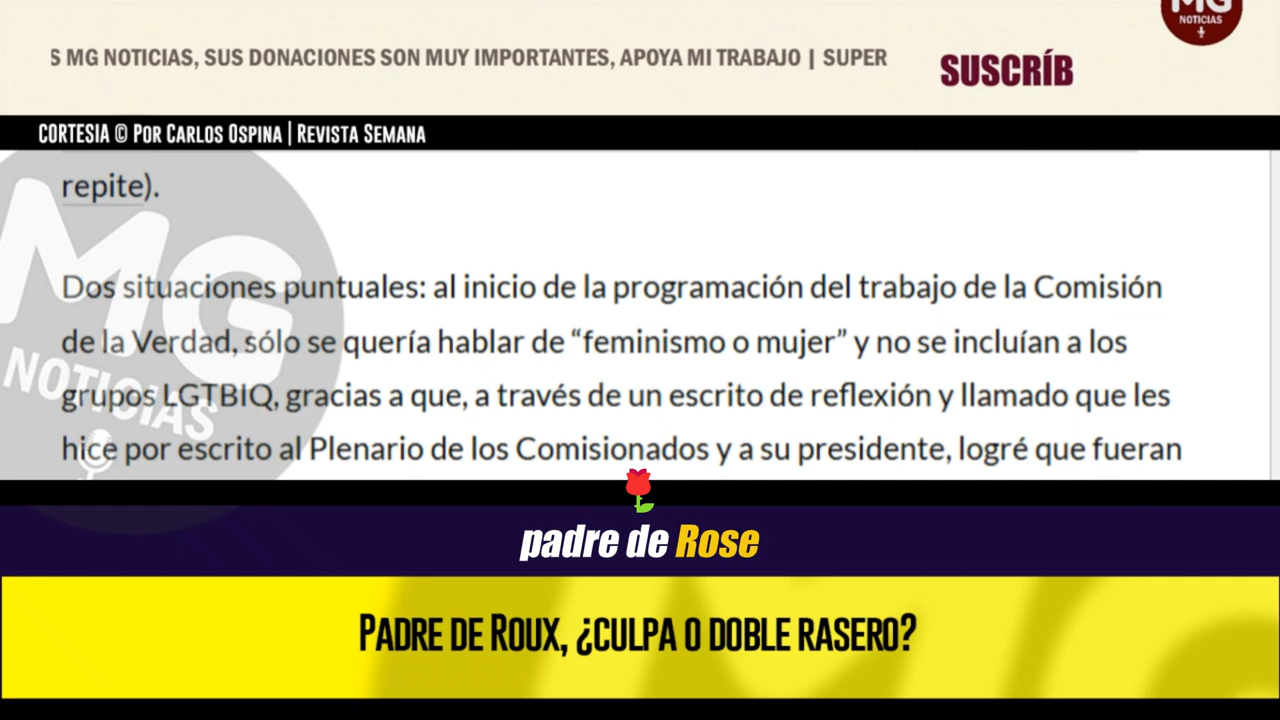 MG
NOTICIAS
S MG NOTICIAS, SUS DONACIONES SON MUY IMPORTANTES, APOYA MI TRABAJO | SUPER
SUSCRÍB
CORTESIA © POR CARLOS OSPINA | REVISTA SEMANA
repite).
Dos situaciones puntuales: al inicio de la programación del trabajo de la Comisión
de la Verdad, sólo se quería hablar de “feminismo o mujer” y no se incluían a los
grupos LGTBIQ, gracias a que, a través de un escrito de reflexión y llamado que les
hice por escrito al Plenario de los Comisionados y a su presidente, logré que fueran
MG
NOTICIAS
padre de Rose
PADRE DE ROUX, ¿CULPA O DOBLE RASERO?